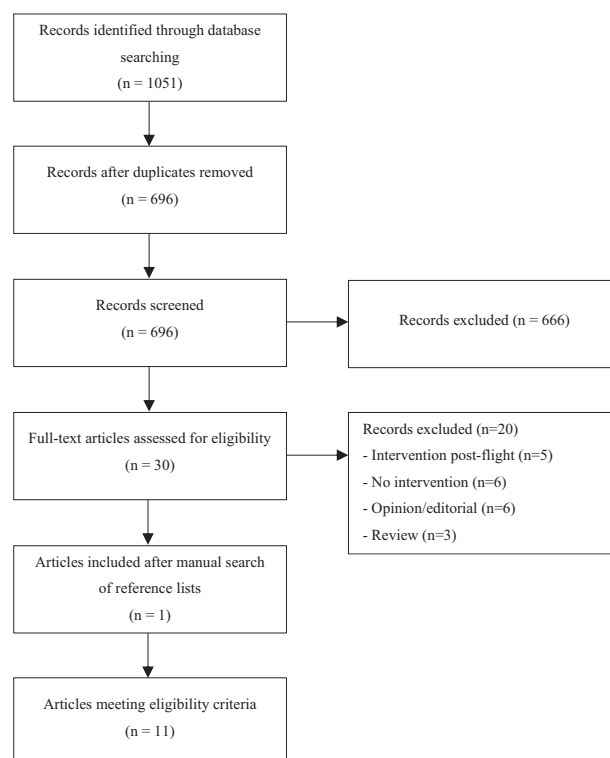 Records identified through database
searching
(n = 1051)
Records after duplicates removed
(n = 696)
Records screened
(n = 696)
Records excluded (n = 666)
Full-text articles assessed for eligibility
(n = 30)
Records excluded (n=20)
- Intervention post-flight (n=5)
- No intervention (n=6)
- Opinion/editorial (n=6)
- Review (n=3)
Articles included after manual search
of reference lists
(n = 1)
Articles meeting eligibility criteria
(n = 11)